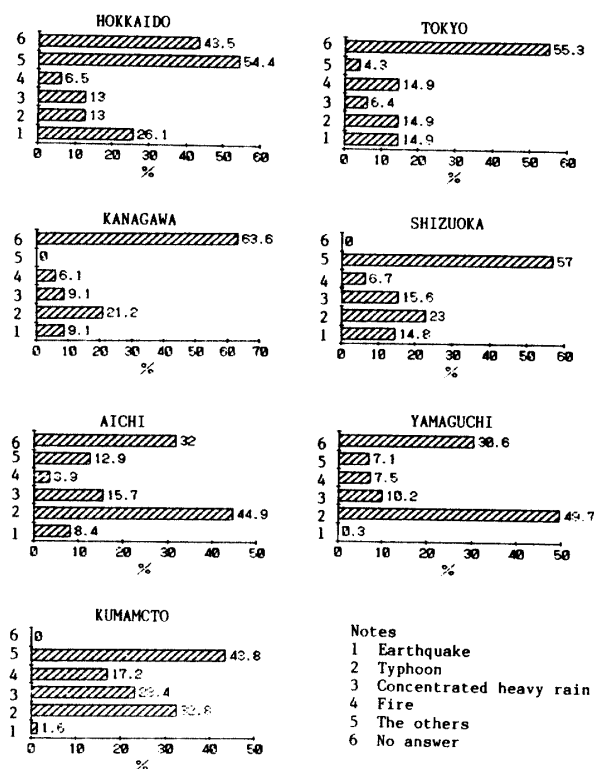 HOKKAIDO
6 43.5
5 54.4
4 6.5
3 13
2 13
1 26.1
0 10 20 30 40 50 60
%
TOKYO
6 55.3
5 4.3
4 14.9
3 6.4
2 14.9
1 14.9
0 10 20 30 40 50 60
%
KANAGAWA
6 63.6
5 0
4 6.1
3 9.1
2 21.2
1 9.1
0 10 20 30 40 50 60 70
%
SHIZUOKA
6 0
5 57
4 6.7
3 15.6
2 23
1 14.8
0 10 20 30 40 50 60
%
AICHI
6 32
5 12.9
4 3.9
3 15.7
2 44.9
1 8.4
0 10 20 30 40 50
%
YAMAGUCHI
6 30.6
5 7.1
4 7.5
3 10.2
2 49.7
1 0.3
0 10 20 30 40 50
%
KUMAMCTO
6 0
5 43.8
4 17.2
3 23.4
2 32.8
1 1.6
0 10 20 30 40 50
%
Notes
1 Earthquake
2 Typhoon
3 Concentrated heavy rain
4 Fire
5 The others
6 No answer